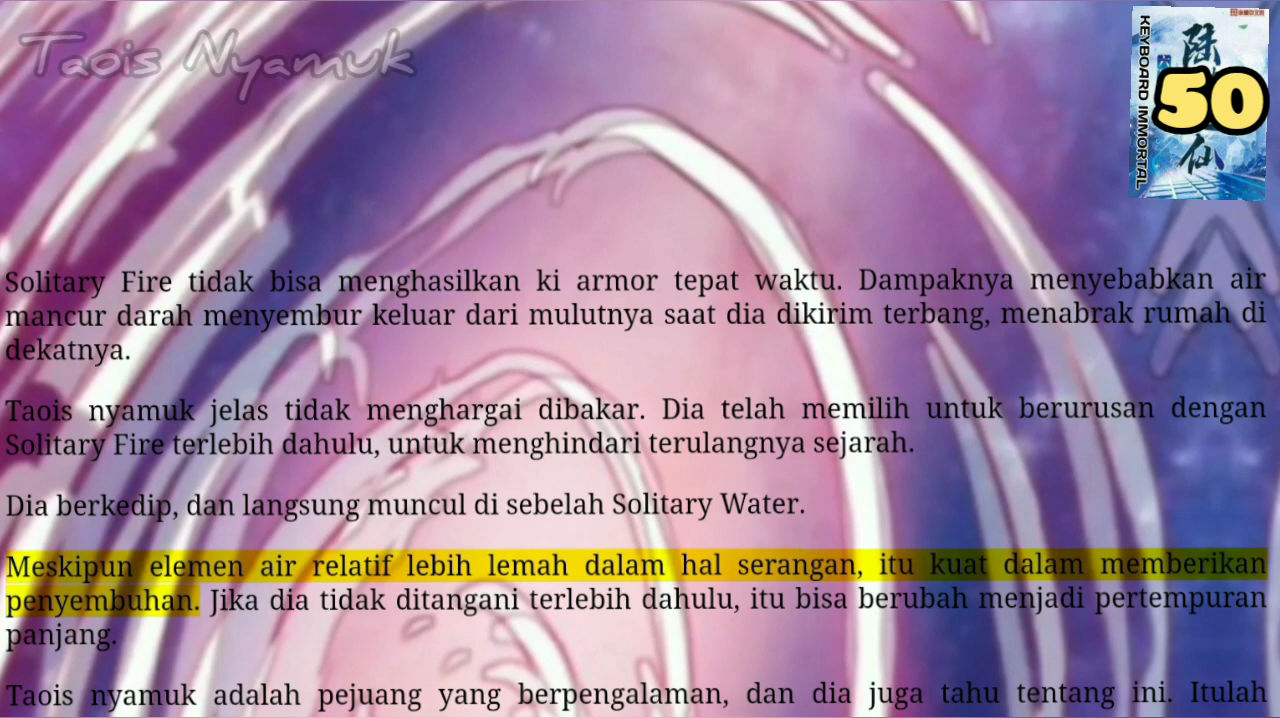 Taois Nyamuk
KEYBOARD IMMORTAL
50
仙
Solitary Fire tidak bisa menghasilkan ki armor tepat waktu. Dampaknya menyebabkan air
mancur darah menyembur keluar dari mulutnya saat dia dikirim terbang, menabrak rumah di
dekatnya.
Taois nyamuk jelas tidak menghargai dibakar. Dia telah memilih untuk berurusan dengan
Solitary Fire terlebih dahulu, untuk menghindari terulangnya sejarah.
Dia berkedip, dan langsung muncul di sebelah Solitary Water.
Meskipun elemen air relatif lebih lemah dalam hal serangan, itu kuat dalam memberikan
penyembuhan. Jika dia tidak ditangani terlebih dahulu, itu bisa berubah menjadi pertempuran
panjang.
Taois nyamuk adalah pejuang yang berpengalaman, dan dia juga tahu tentang ini. Itulah